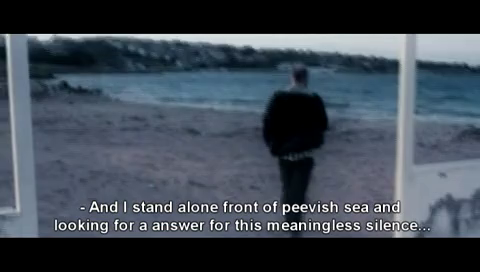 - And I stand alone front of peevish sea and
looking for a answer for this meaningless silence...